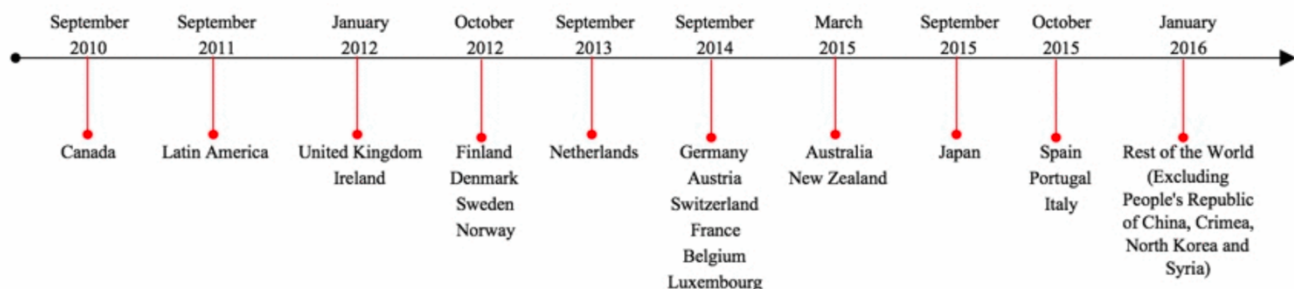 September
2010
September
2011
January
2012
October
2012
September
2013
September
2014
March
2015
September
2015
October
2015
January
2016
Canada
Latin America
United Kingdom
Ireland
Finland
Denmark
Sweden
Norway
Netherlands
Germany
Austria
Switzerland
France
Belgium
Luxembourg
Australia
New Zealand
Japan
Spain
Portugal
Italy
Rest of the World
(Excluding
People's Republic
of China, Crimea,
North Korea and
Syria)